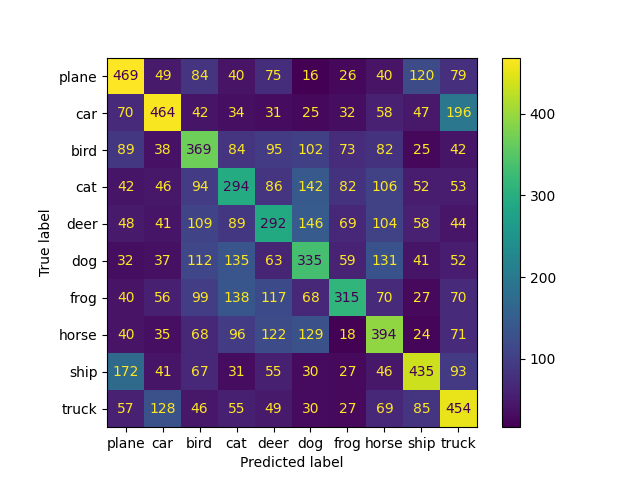 plane 469 49 84 40 75 16 26 40 120 79
car 70 464 42 34 31 25 32 58 47 196
bird 89 38 369 84 95 102 73 82 25 42
cat 42 46 94 294 86 142 82 106 52 53
deer 48 41 109 89 292 146 69 104 58 44
dog 32 37 112 135 63 335 59 131 41 52
frog 40 56 99 138 117 68 315 70 27 70
horse 40 35 68 96 122 129 18 394 24 71
ship 172 41 67 31 55 30 27 46 435 93
truck 57 128 46 55 49 30 27 69 85 454
plane car bird cat deer dog frog horse ship truck
Predicted label
True label
400
300
200
100